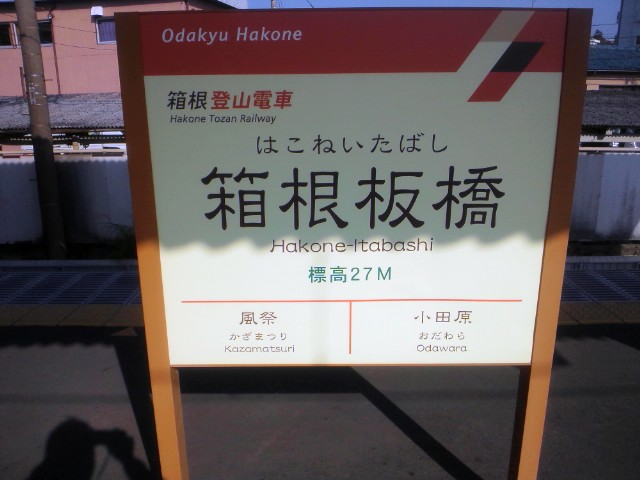 Odakyu Hakone
箱根登山電車
Hakone Tozan Railway
はこねいたばし
箱根板橋
Hakone-Itabashi
標高27M
風祭
かざまつり
Kazamatsuri
小田原
おだわら
Odawara